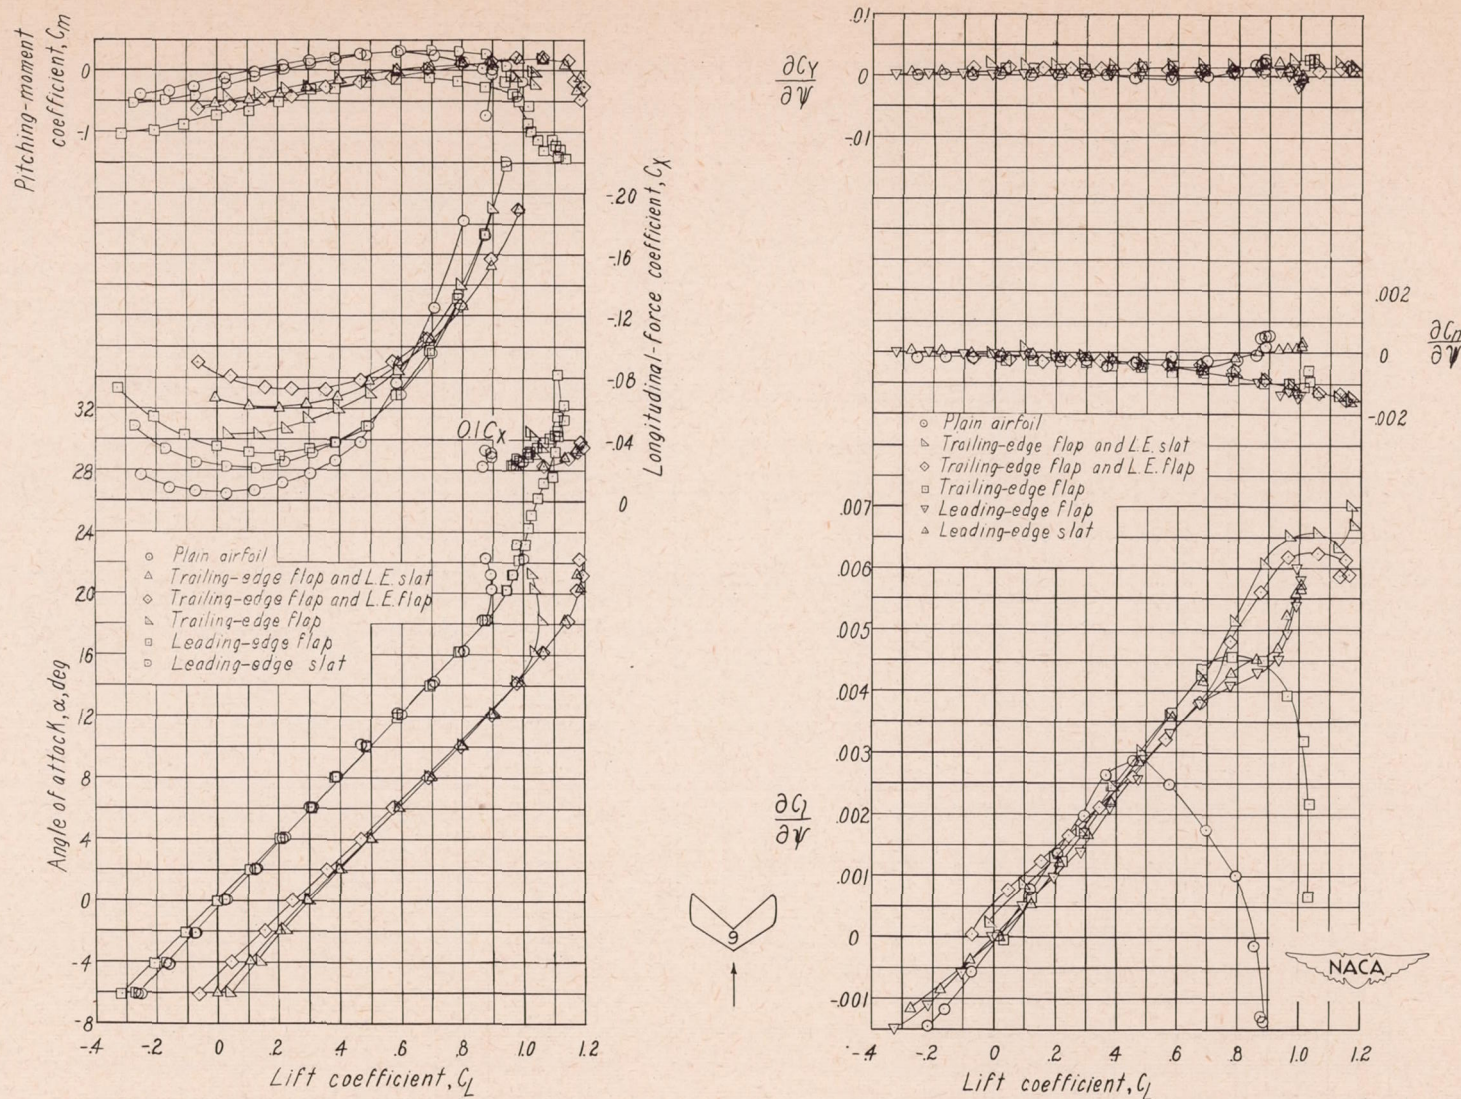 Pitching-moment
coefficient, Cm
0
-.1
-.20
-.16
-.12
-.08
-.04
0
Longitudinal-force coefficient, CX
0.1CX
32
28
24
20
16
12
8
4
0
-4
-8
Angle of attack, α, deg
Plain airfoil
Trailing-edge flap and L.E. slat
Trailing-edge flap and L.E. flap
Trailing-edge flap
Leading-edge flap
Leading-edge slat
-.4 -.2 0 .2 .4 .6 .8 1.0 1.2
Lift coefficient, CL
9
.01
0
-.01
∂CY
∂ψ
.002
0
-.002
∂Cn
∂ψ
Plain airfoil
Trailing-edge flap and L.E. slat
Trailing-edge flap and L.E. flap
Trailing-edge flap
Leading-edge flap
Leading-edge slat
.007
.006
.005
.004
.003
.002
.001
0
-.001
∂Cl
∂ψ
NACA
-.4 -.2 0 .2 .4 .6 .8 1.0 1.2
Lift coefficient, CL